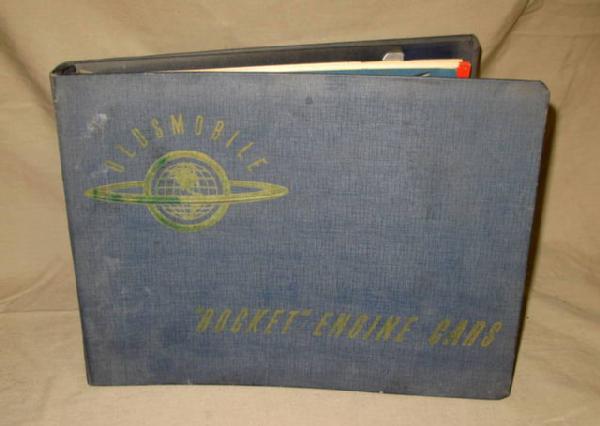 OLDSMOBILE
"ROCKET" ENGINE CARS